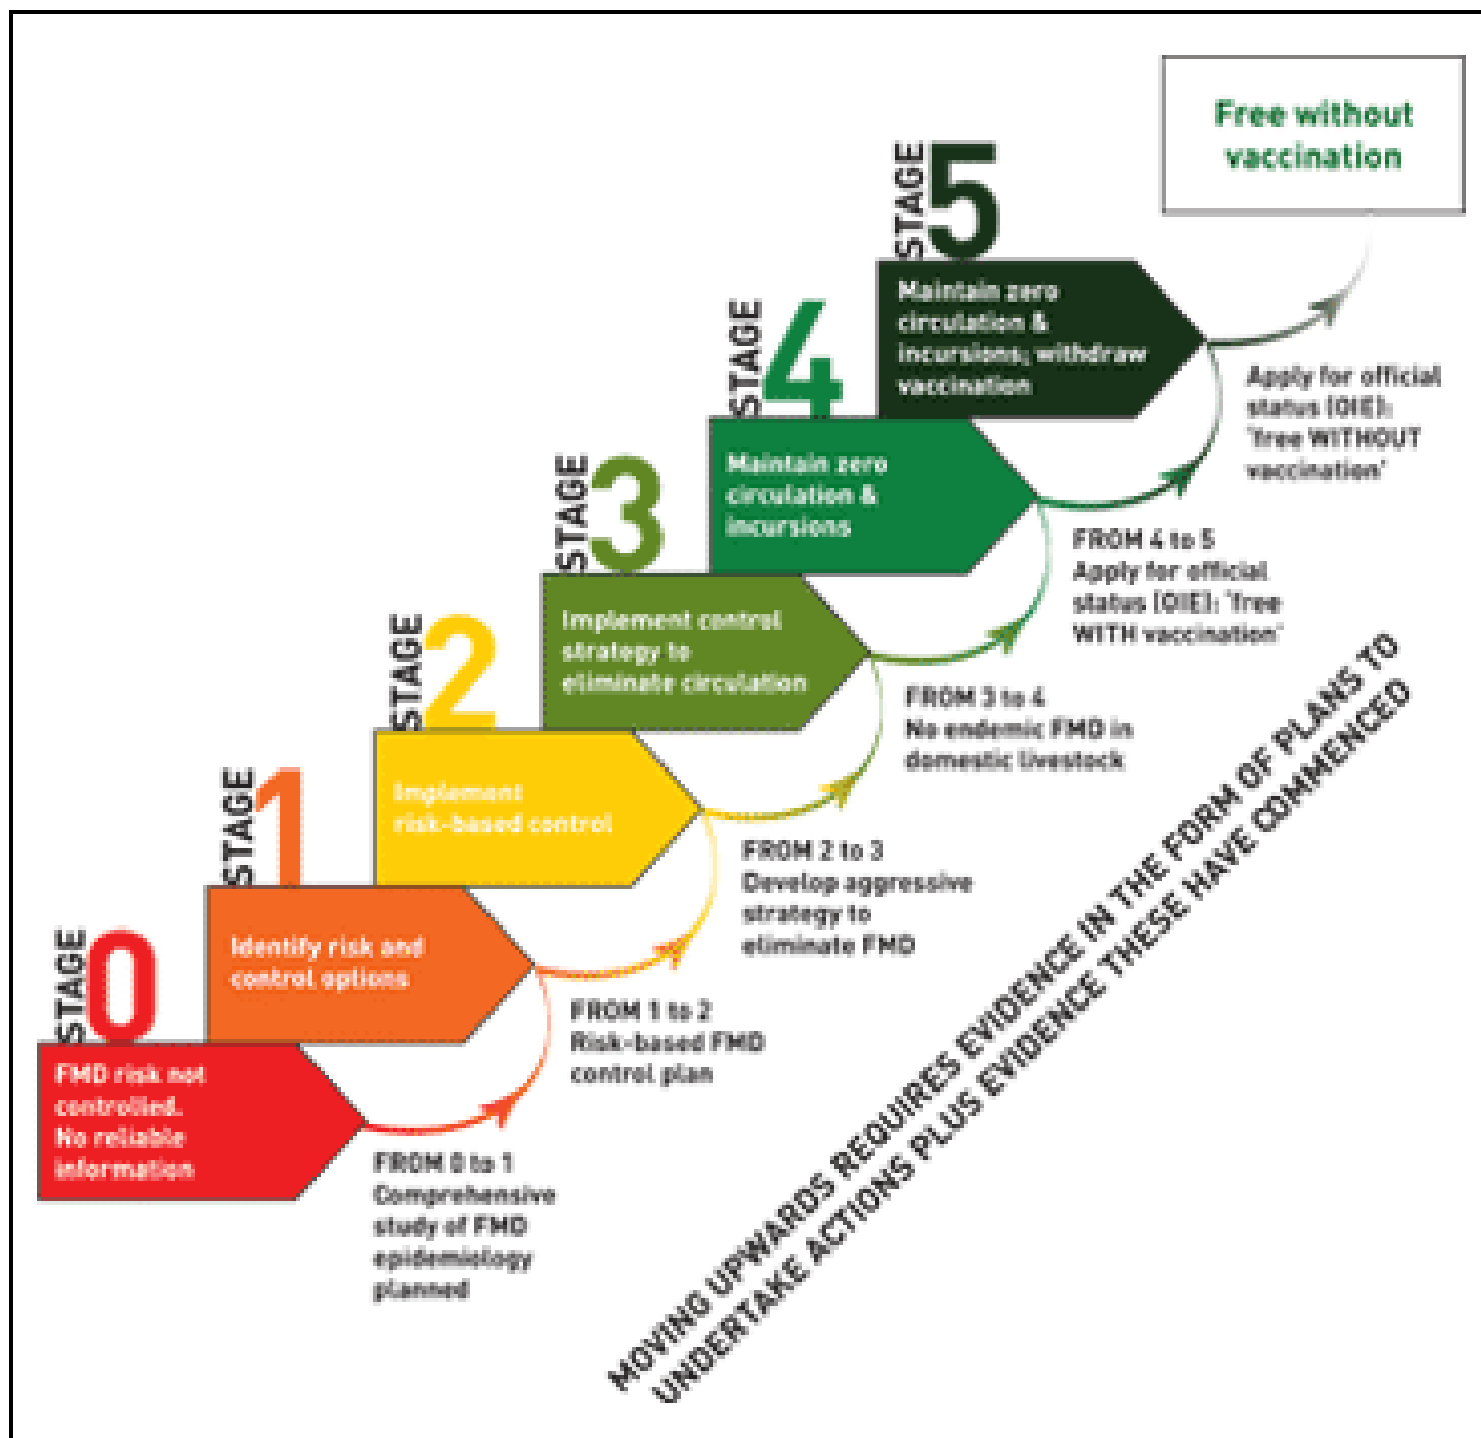 Free without
vaccination
STAGE 5
Maintain zero
circulation &
incursions; withdraw
vaccination
Apply for official
status (OIE):
'free WITHOUT
vaccination'
STAGE 4
Maintain zero
circulation &
incursions
FROM 4 to 5
Apply for official
status (OIE): 'free
WITH vaccination'
STAGE 3
Implement control
strategy to
eliminate circulation
FROM 3 to 4
No endemic FMD in
domestic livestock
STAGE 2
Implement
risk-based control
FROM 2 to 3
Develop aggressive
strategy to
eliminate FMD
STAGE 1
Identify risk and
control options
FROM 1 to 2
Risk-based FMD
control plan
STAGE 0
FMD risk not
controlled.
No reliable
information
FROM 0 to 1
Comprehensive
study of FMD
epidemiology
planned
MOVING UPWARDS REQUIRES EVIDENCE IN THE FORM OF PLANS TO
UNDERTAKE ACTIONS PLUS EVIDENCE THESE HAVE COMMENCED